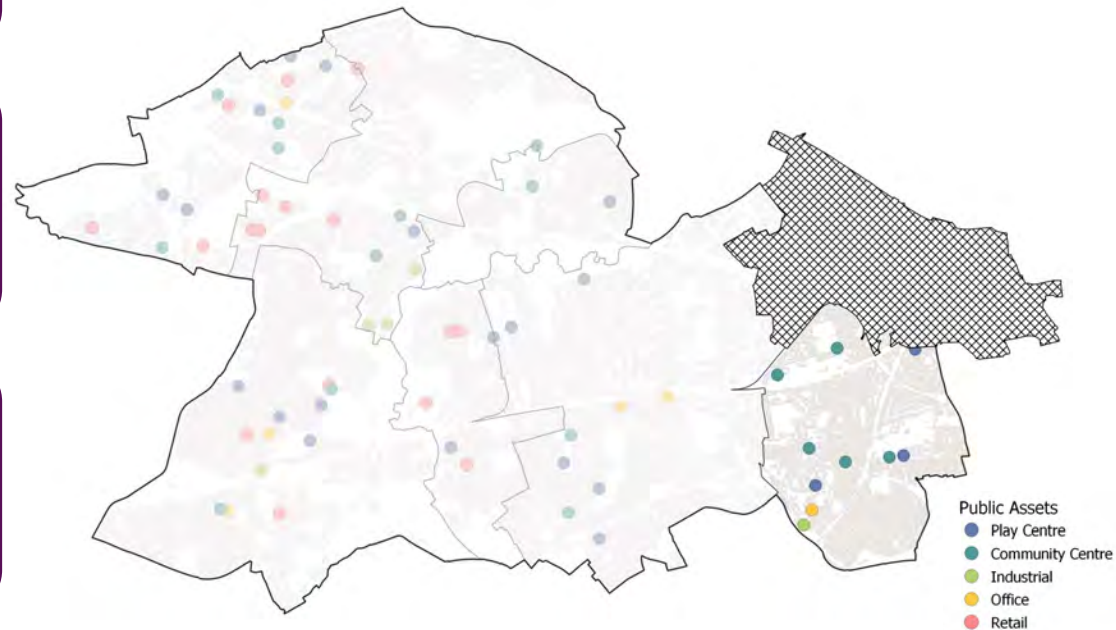 Public Assets
Play Centre
Community Centre
Industrial
Office
Retail